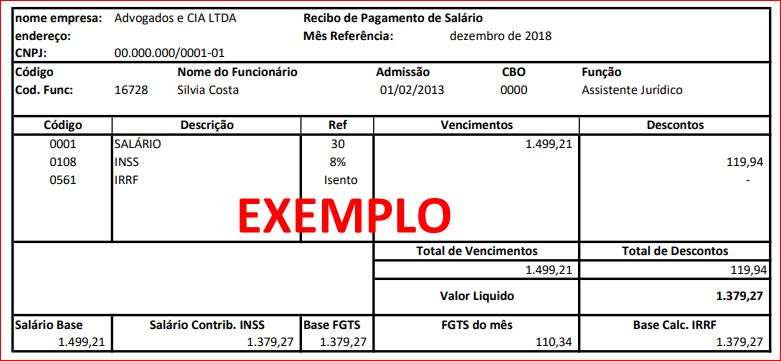 nome empresa: Advogados e CIA LTDA Recibo de Pagamento de Salário
endereço: Mês Referência: dezembro de 2018
CNPJ: 00.000.000/0001-01
Código Nome do Funcionário Admissão CBO Função
Cod. Func: 16728 Silvia Costa 01/02/2013 0000 Assistente Jurídico
Código Descrição Ref Vencimentos Descontos
0001 SALÁRIO 30 1.499,21
0108 INSS 8% 119,94
0561 IRRF Isento -
EXEMPLO
Total de Vencimentos Total de Descontos
1.499,21 119,94
Valor Liquido 1.379,27
Salário Base Salário Contrib. INSS Base FGTS FGTS do mês Base Calc. IRRF
1.499,21 1.379,27 1.379,27 110,34 1.379,27